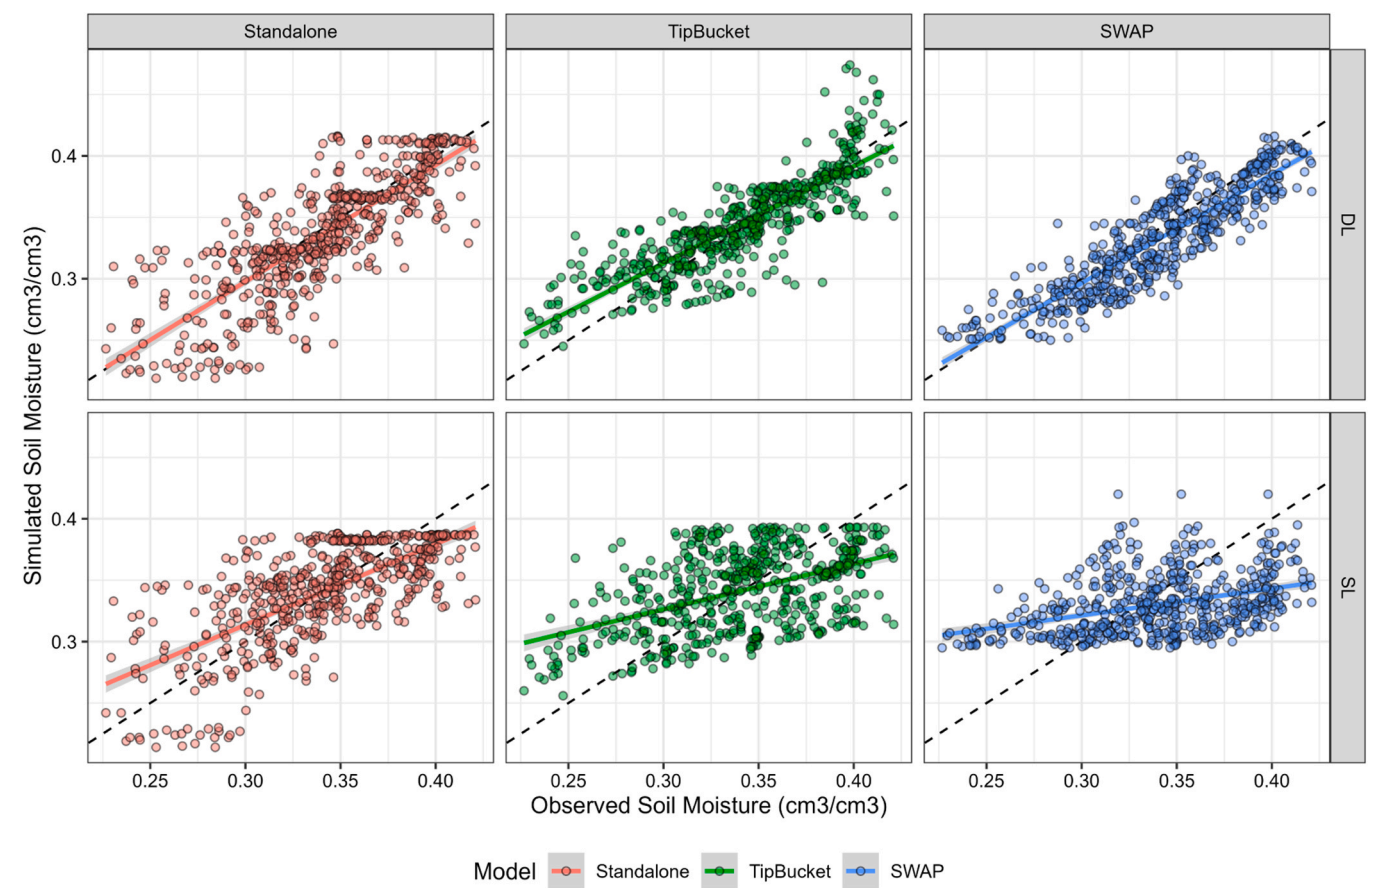 Standalone TipBucket SWAP
DL
SL
Simulated Soil Moisture (cm3/cm3)
0.4
0.3
0.4
0.3
0.25 0.30 0.35 0.40 0.25 0.30 0.35 0.40 0.25 0.30 0.35 0.40
Observed Soil Moisture (cm3/cm3)
Model Standalone TipBucket SWAP